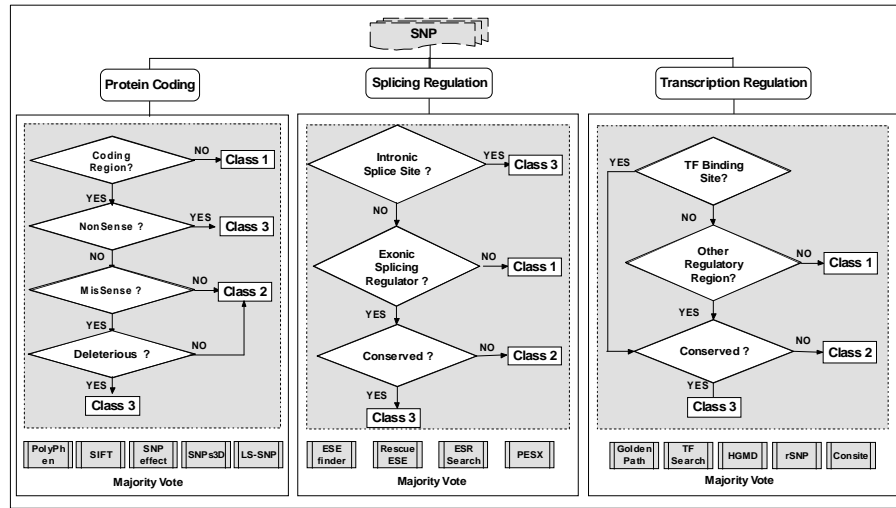 SNP
Protein Coding
Coding
Region?
NO
Class 1
YES
NonSense ?
YES
Class 3
NO
MisSense ?
NO
Class 2
YES
Deleterious ?
NO
YES
Class 3
PolyPh
en
SIFT
SNP
effect
SNPs3D
LS-SNP
Majority Vote
Splicing Regulation
Intronic
Splice Site ?
YES
Class 3
NO
Exonic
Splicing
Regulator ?
NO
Class 1
YES
Conserved ?
NO
Class 2
YES
Class 3
ESE
finder
Rescue
ESE
ESR
Search
PESX
Majority Vote
Transcription Regulation
YES
TF Binding
Site?
NO
Other
Regulatory
Region?
NO
Class 1
YES
Conserved ?
NO
Class 2
YES
Class 3
Golden
Path
TF
Search
HGMD
rSNP
Consite
Majority Vote